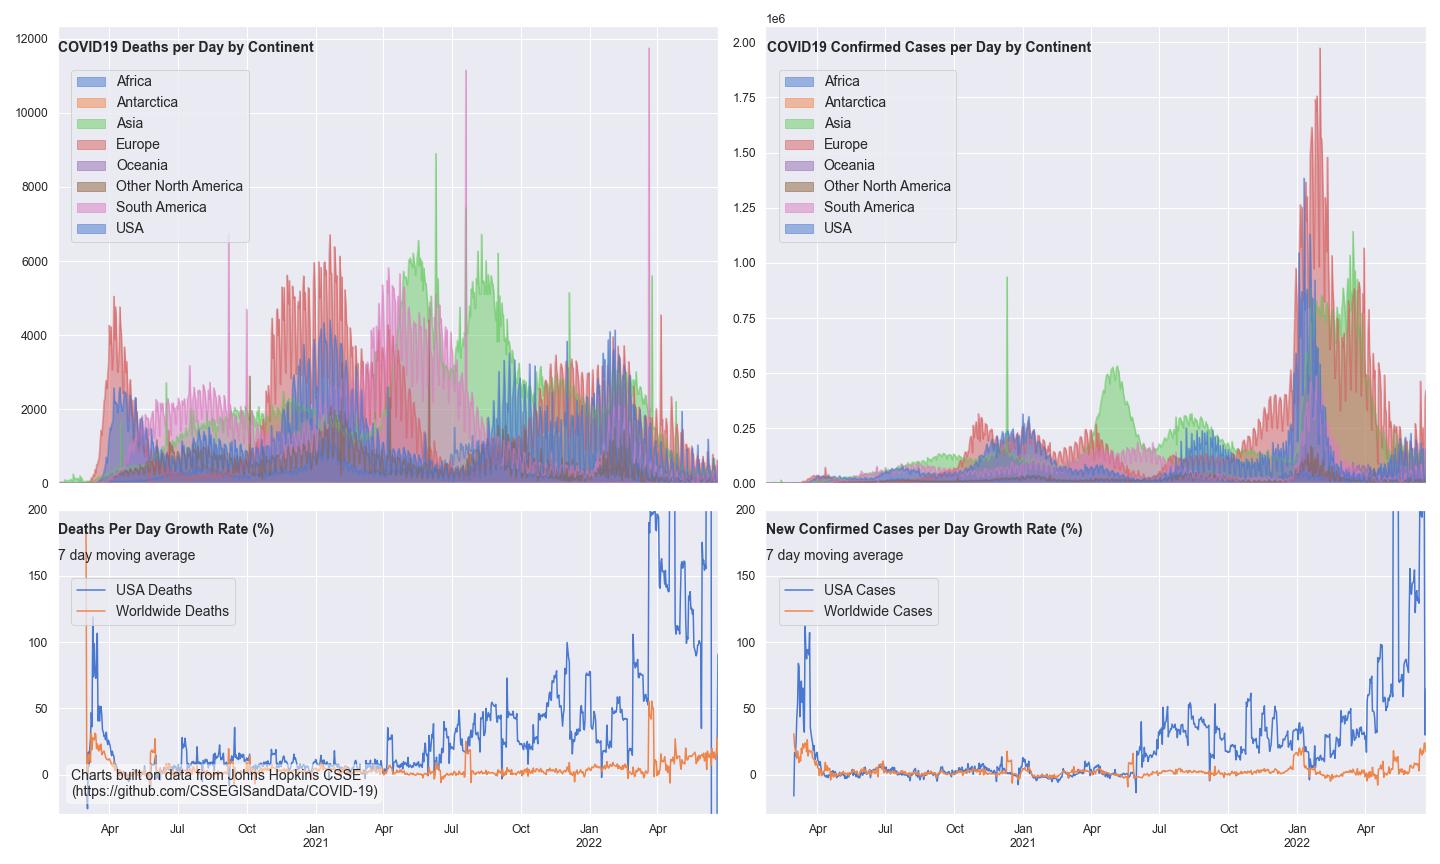 COVID19 Deaths per Day by Continent
12000
10000
8000
6000
4000
2000
0
Africa
Antarctica
Asia
Europe
Oceania
Other North America
South America
USA
1e6
COVID19 Confirmed Cases per Day by Continent
2.00
1.75
1.50
1.25
1.00
0.75
0.50
0.25
0.00
Africa
Antarctica
Asia
Europe
Oceania
Other North America
South America
USA
Deaths Per Day Growth Rate (%)
7 day moving average
200
150
100
50
0
USA Deaths
Worldwide Deaths
Charts built on data from Johns Hopkins CSSE
(https://github.com/CSSEGISandData/COVID-19)
Apr Jul Oct Jan Apr Jul Oct Jan Apr
2021 2022
New Confirmed Cases per Day Growth Rate (%)
7 day moving average
200
150
100
50
0
USA Cases
Worldwide Cases
Apr Jul Oct Jan Apr Jul Oct Jan Apr
2021 2022